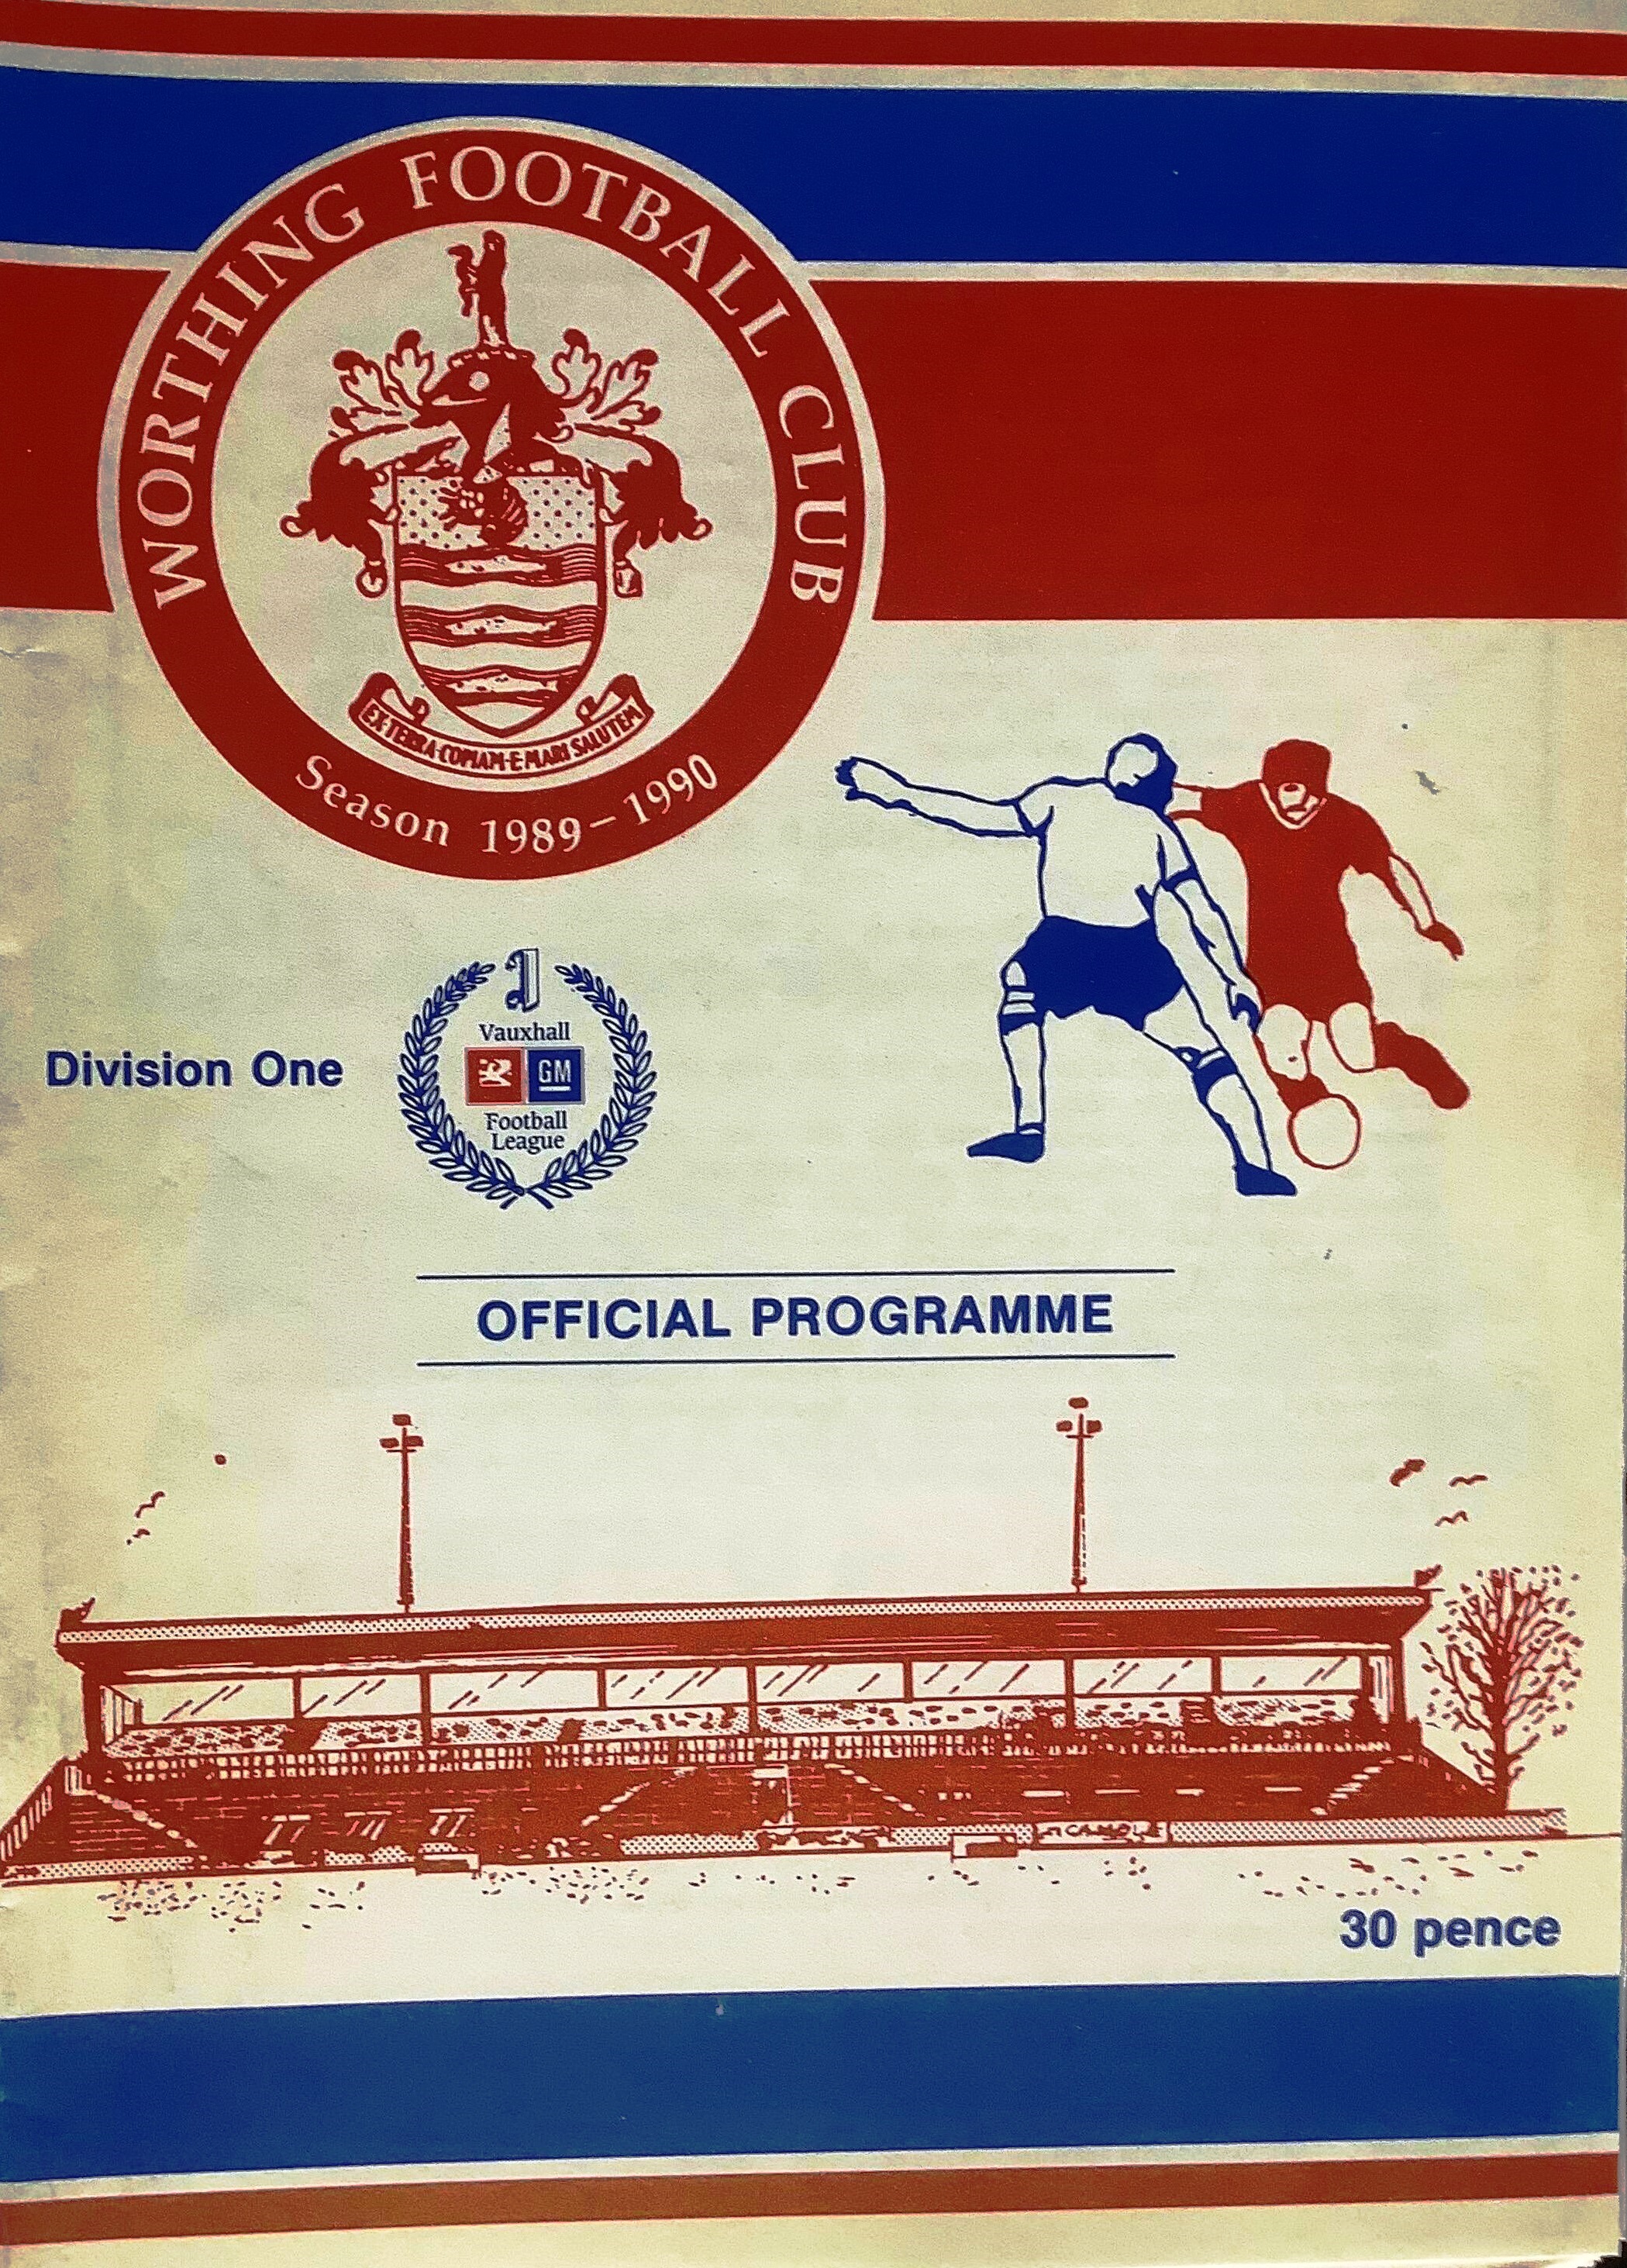 WORTHING FOOTBALL CLUB
EX·TERRA·COPIAM·E·MARI SALUTEM
Season 1989 – 1990
Division One
1
Vauxhall
GM
Football
League
OFFICIAL PROGRAMME
30 pence